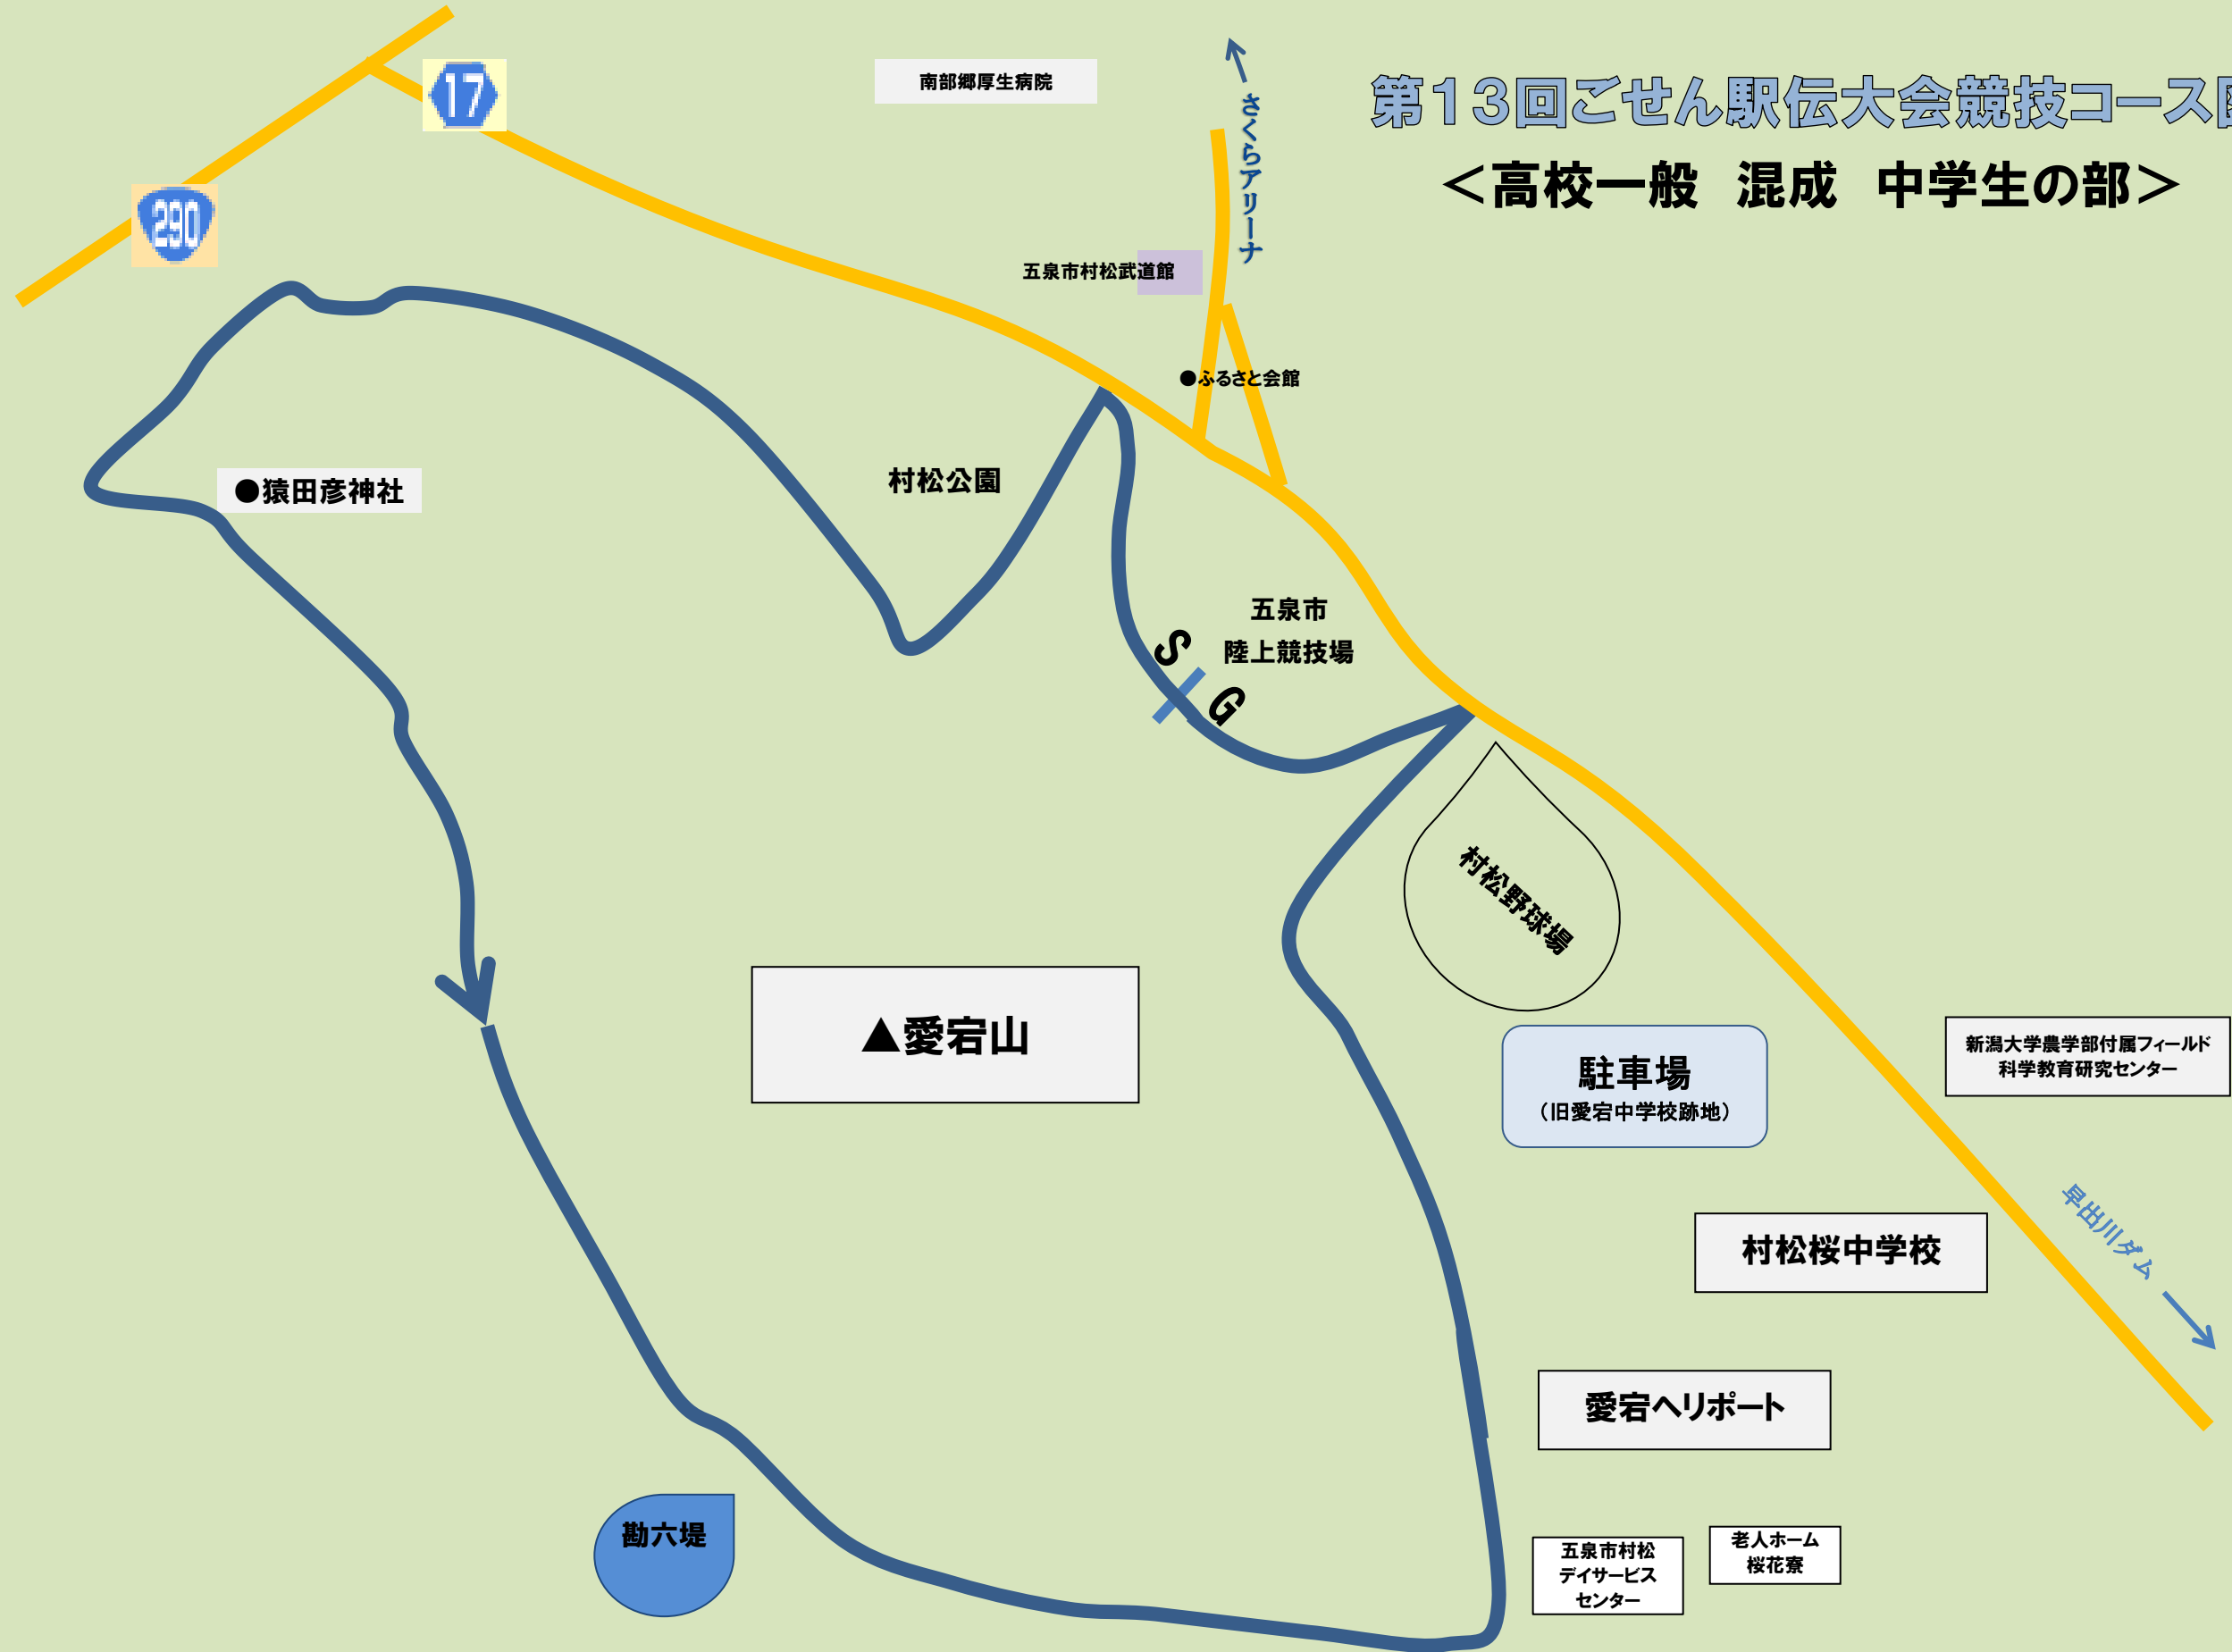 第13回ごせん駅伝大会競技コース図
＜高校一般　混成　中学生の部＞
17
290
南部郷厚生病院
さくらアリーナ
五泉市村松武道館
●ふるさと会館
●猿田彦神社
村松公園
五泉市
陸上競技場
S
G
村松野球場
▲愛宕山
駐車場
（旧愛宕中学校跡地）
新潟大学農学部付属フィールド
科学教育研究センター
早出川ダム
村松桜中学校
愛宕ヘリポート
勘六堤
五泉市村松
デイサービス
センター
老人ホーム
桜花寮